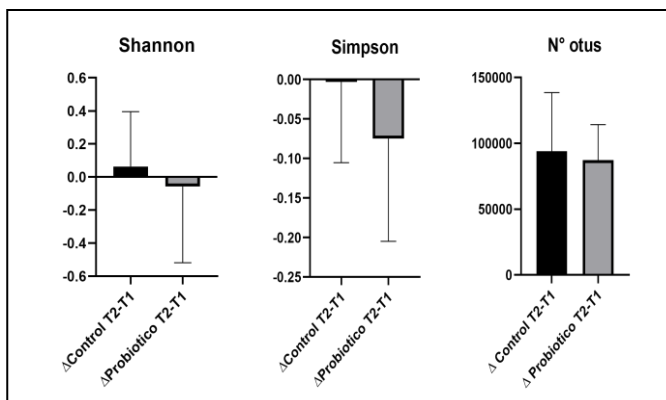 Shannon
0.6
0.4
0.2
0.0
-0.2
-0.4
-0.6
ΔControl T2-T1
ΔProbiotico T2-T1
Simpson
0.00
-0.05
-0.10
-0.15
-0.20
-0.25
ΔControl T2-T1
ΔProbiotico T2-T1
N° otus
150000
100000
50000
0
Δ Control T2-T1
Δ Probiotico T2-T1